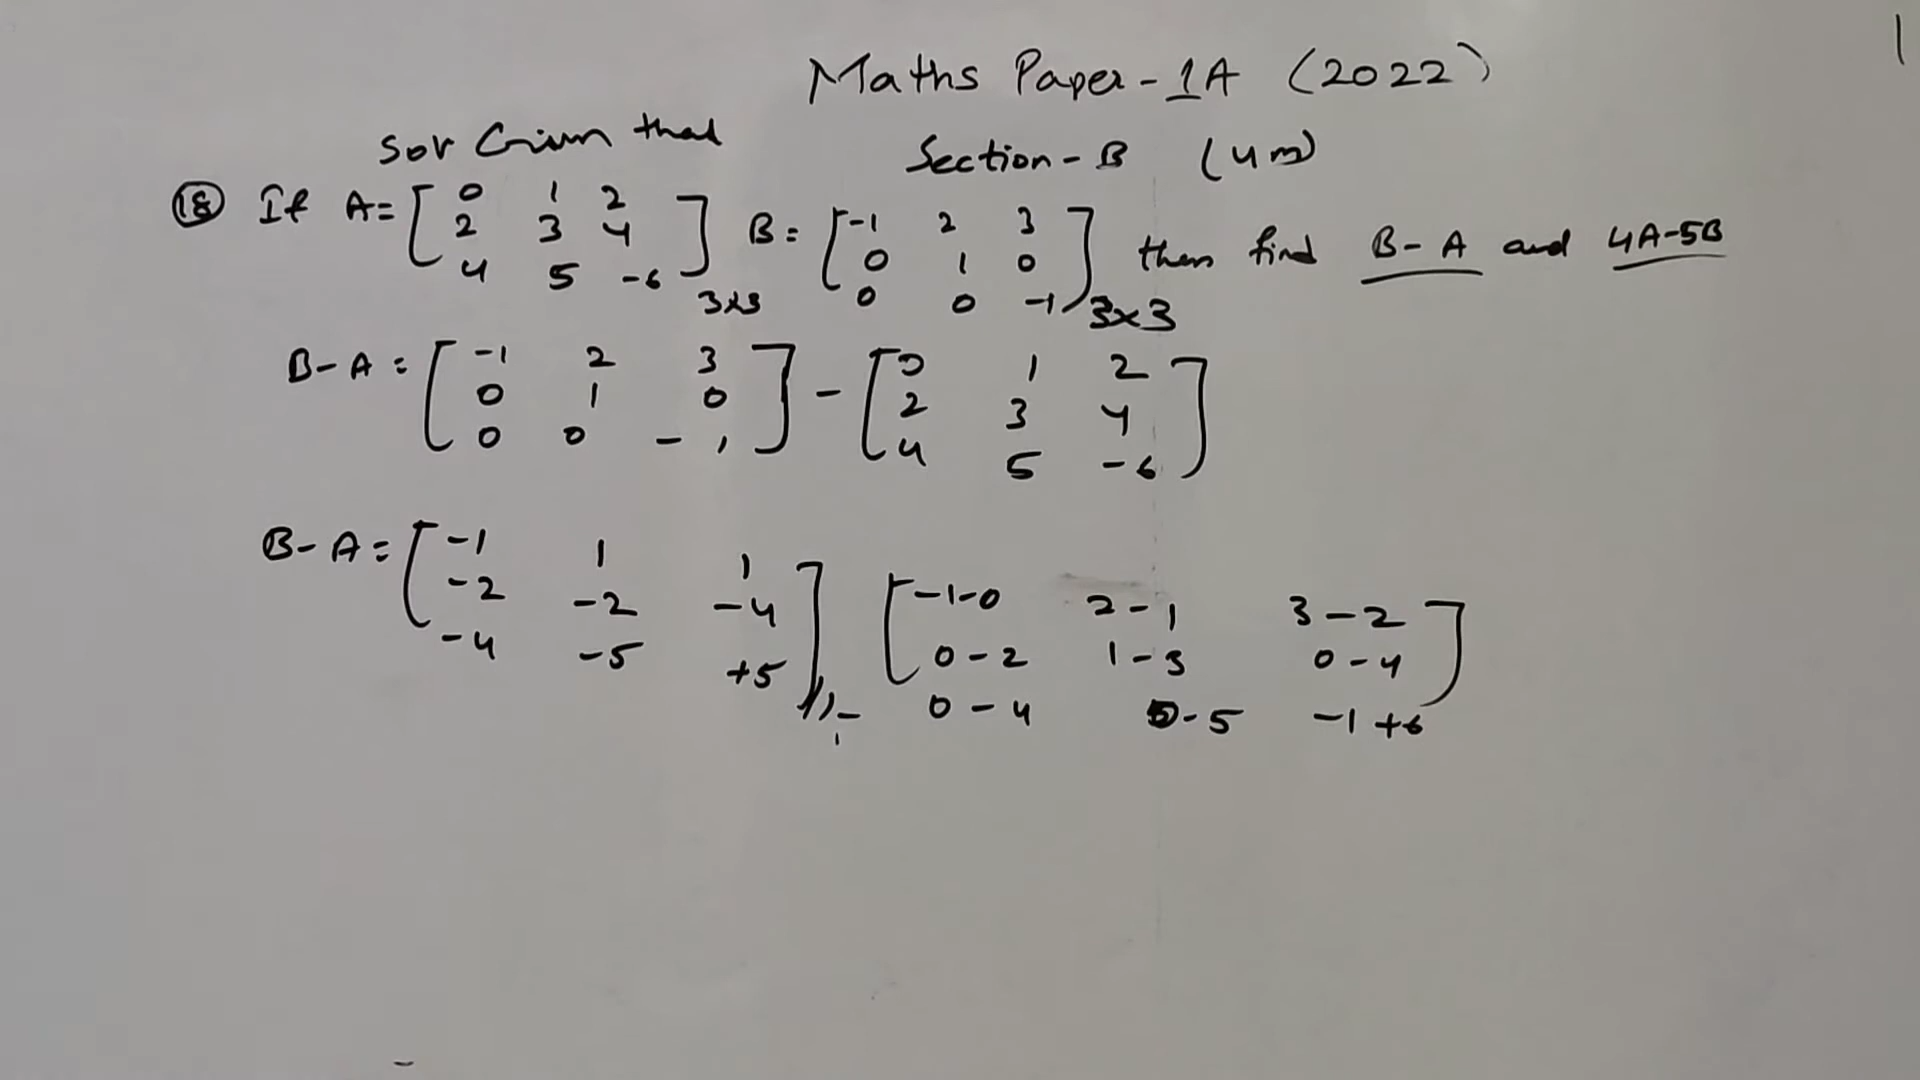 Maths Paper-1A (2022)
Sol Given that
Section-B (4m)
18 If A= [ 0 1 2 B= [ -1 2 3
2 3 4 ] 0 1 0 ] then find B-A and 4A-5B
4 5 -6 3x3 0 0 -1 3x3
B-A = [ -1 2 3 ] - [ 0 1 2 ]
0 1 0 2 3 4
0 0 -1 4 5 -6
B-A = [ -1 1 1 ] [ -1-0 2-1 3-2 ]
-2 -2 -4 0-2 1-3 0-4
-4 -5 +5 0-4 0-5 -1+6